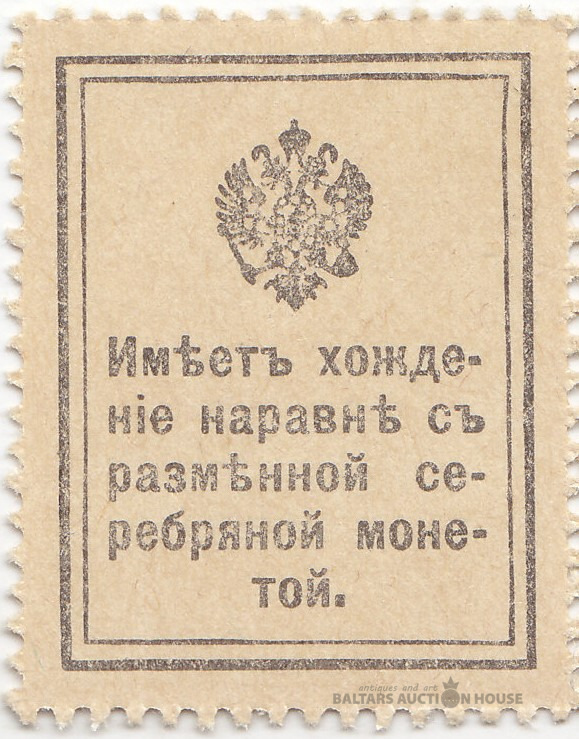 Имѣетъ хожде-
ніе наравнѣ съ
размѣнной се-
ребряной моне-
той.
antiques and art
BALTARS AUCTION HOUSE